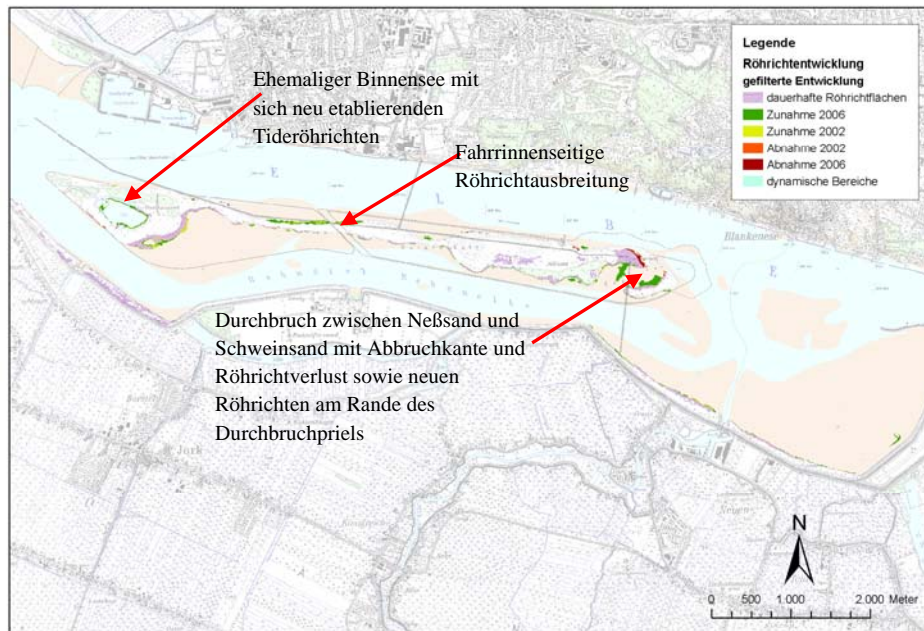 Ehemaliger Binnensee mit
sich neu etablierenden
Tideröhrichten
Fahrrinnenseitige
Röhrichtausbreitung
Durchbruch zwischen Neßsand und
Schweinsand mit Abbruchkante und
Röhrichtverlust sowie neuen
Röhrichten am Rande des
Durchbruchpriels
Legende
Röhrichtentwicklung
gefilterte Entwicklung
dauerhafte Röhrichtflächen
Zunahme 2006
Zunahme 2002
Abnahme 2002
Abnahme 2006
dynamische Bereiche
E
L
B
Blankenese
E
Jork
N
0 500 1.000 2.000 Meter